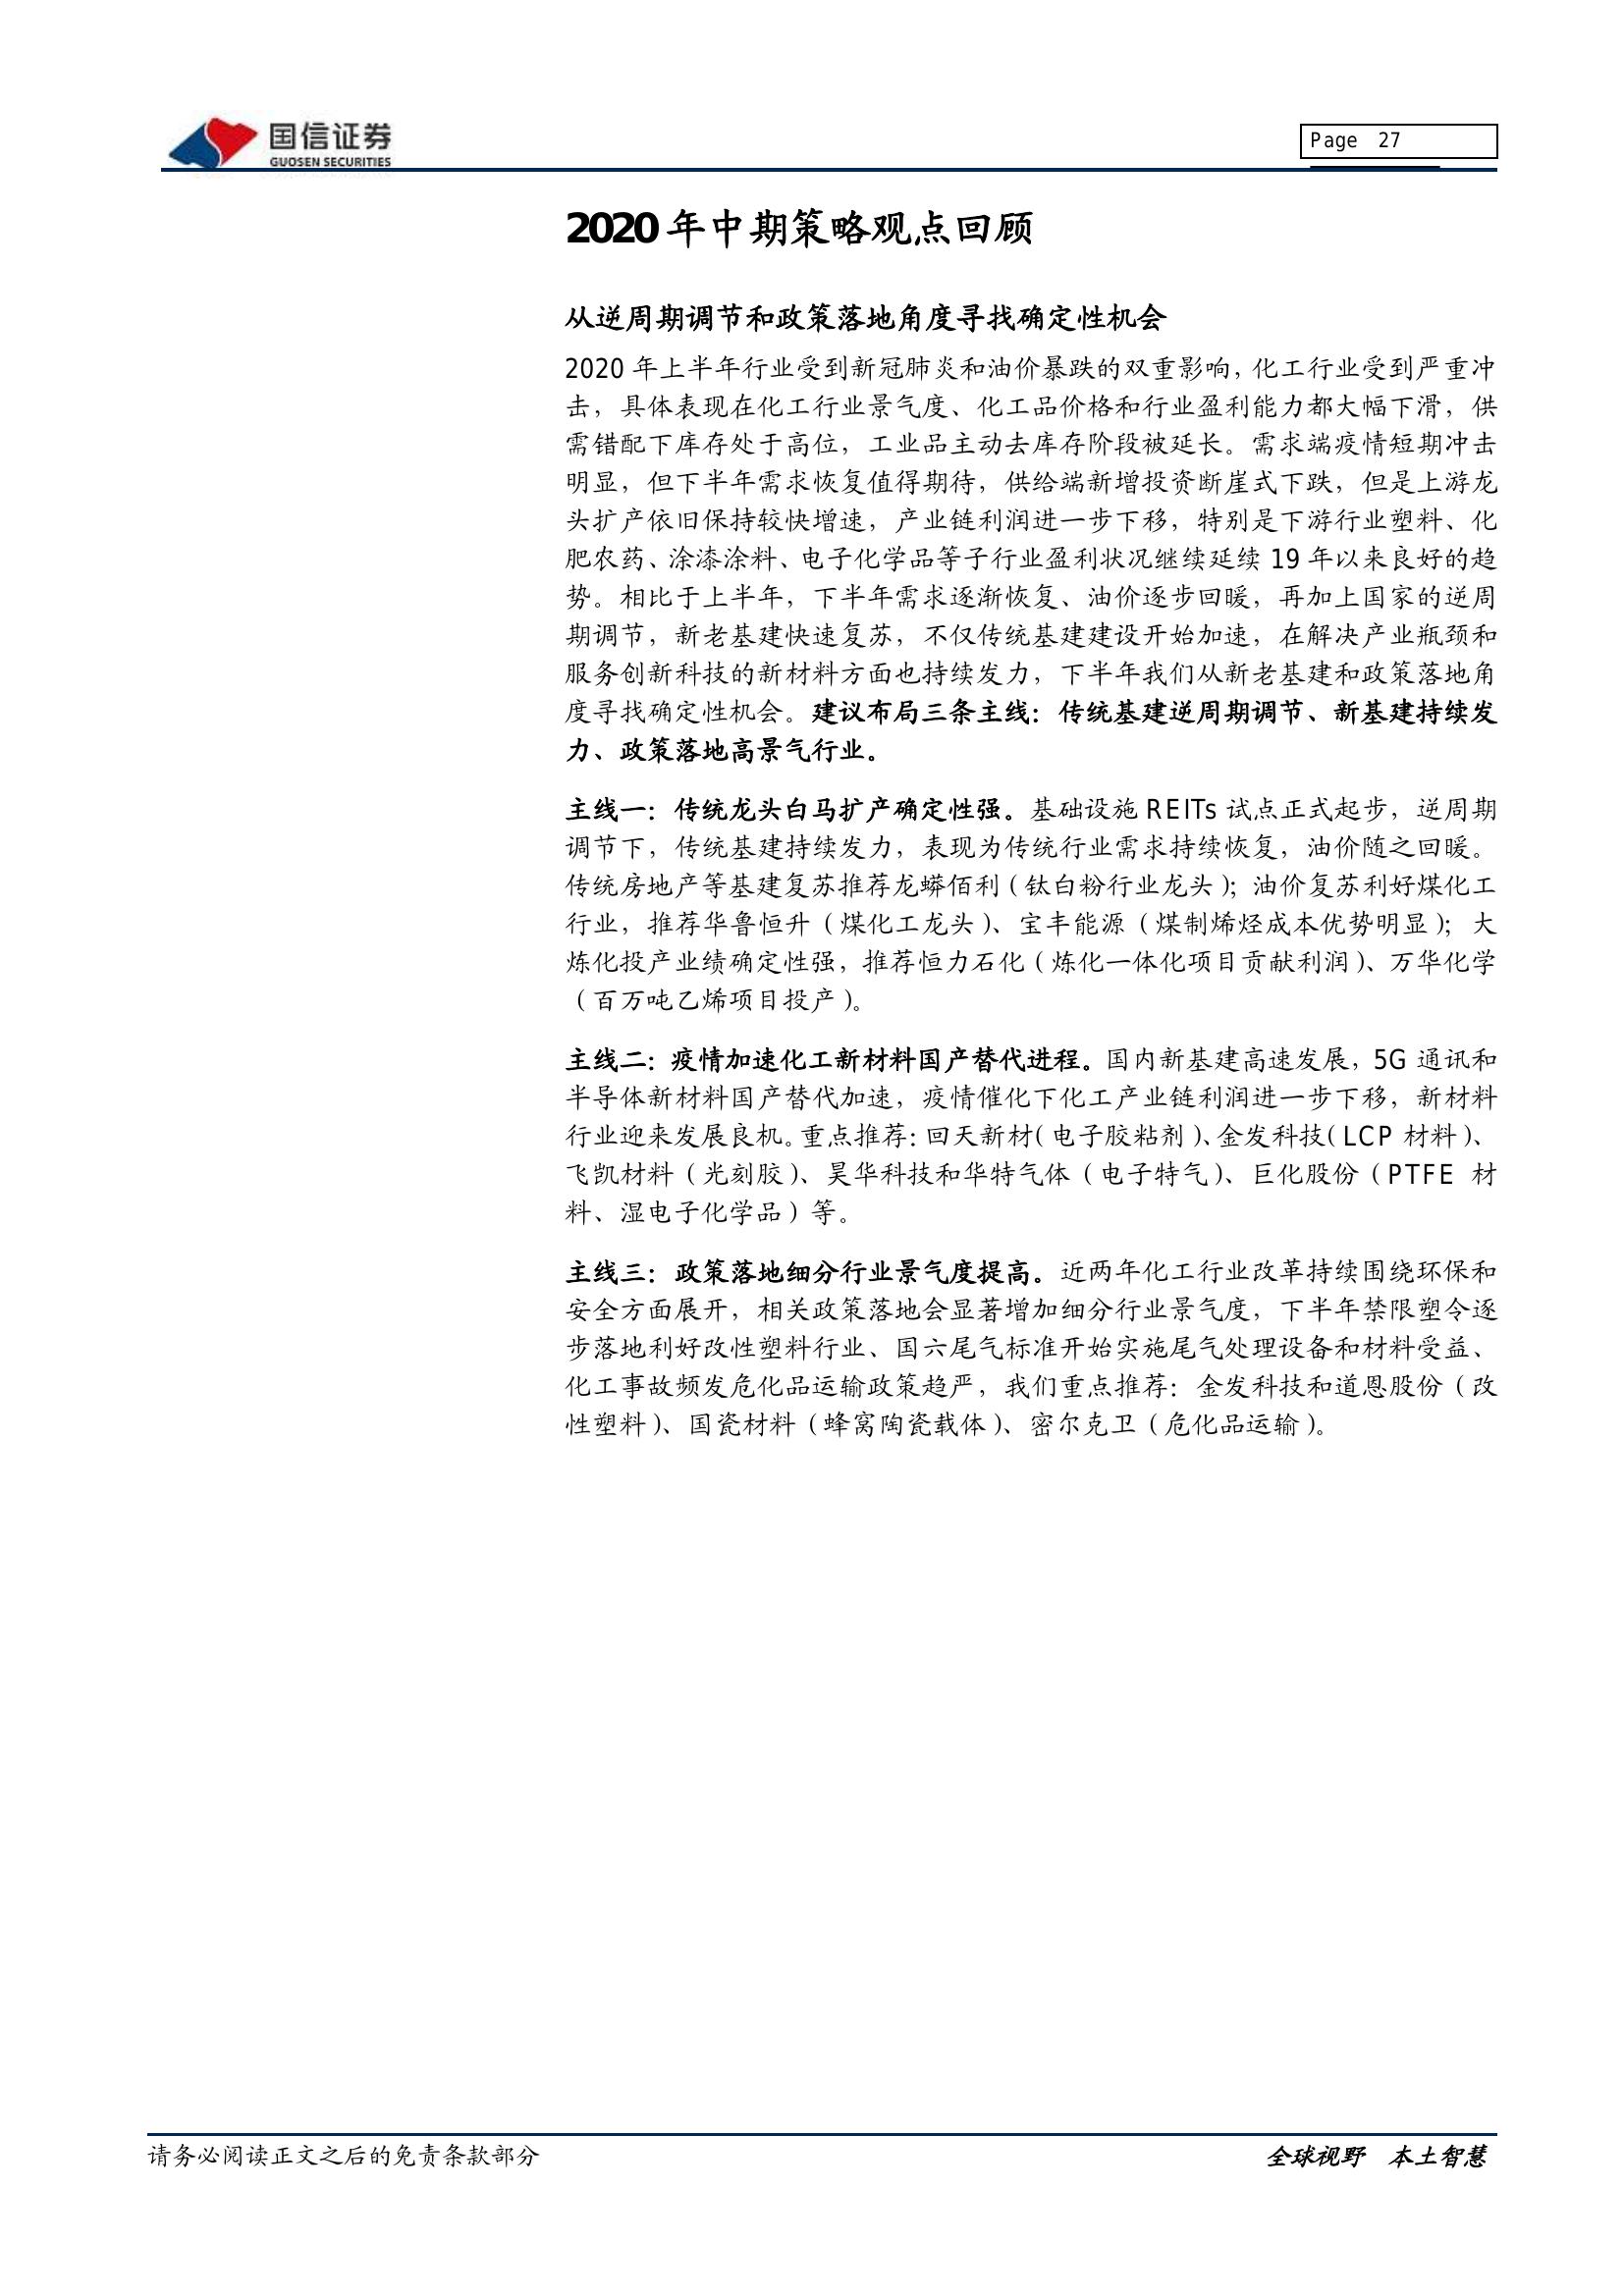 国信证券
GUOSEN SECURITIES
Page 27
2020年中期策略观点回顾
从逆周期调节和政策落地角度寻找确定性机会
2020 年上半年行业受到新冠肺炎和油价暴跌的双重影响，化工行业受到严重冲
击，具体表现在化工行业景气度、化工品价格和行业盈利能力都大幅下滑，供
需错配下库存处于高位，工业品主动去库存阶段被延长。需求端疫情短期冲击
明显，但下半年需求恢复值得期待，供给端新增投资断崖式下跌，但是上游龙
头扩产依旧保持较快增速，产业链利润进一步下移，特别是下游行业塑料、化
肥农药、涂漆涂料、电子化学品等子行业盈利状况继续延续 19 年以来良好的趋
势。相比于上半年，下半年需求逐渐恢复、油价逐步回暖，再加上国家的逆周
期调节，新老基建快速复苏，不仅传统基建建设开始加速，在解决产业瓶颈和
服务创新科技的新材料方面也持续发力，下半年我们从新老基建和政策落地角
度寻找确定性机会。建议布局三条主线：传统基建逆周期调节、新基建持续发
力、政策落地高景气行业。
主线一：传统龙头白马扩产确定性强。基础设施 REITs 试点正式起步，逆周期
调节下，传统基建持续发力，表现为传统行业需求持续恢复，油价随之回暖。
传统房地产等基建复苏推荐龙蟒佰利（钛白粉行业龙头）；油价复苏利好煤化工
行业，推荐华鲁恒升（煤化工龙头）、宝丰能源（煤制烯烃成本优势明显）；大
炼化投产业绩确定性强，推荐恒力石化（炼化一体化项目贡献利润）、万华化学
（百万吨乙烯项目投产）。
主线二：疫情加速化工新材料国产替代进程。国内新基建高速发展，5G 通讯和
半导体新材料国产替代加速，疫情催化下化工产业链利润进一步下移，新材料
行业迎来发展良机。重点推荐：回天新材（电子胶粘剂）、金发科技（LCP 材料）、
飞凯材料（光刻胶）、昊华科技和华特气体（电子特气）、巨化股份（PTFE 材
料、湿电子化学品）等。
主线三：政策落地细分行业景气度提高。近两年化工行业改革持续围绕环保和
安全方面展开，相关政策落地会显著增加细分行业景气度，下半年禁限塑令逐
步落地利好改性塑料行业、国六尾气标准开始实施尾气处理设备和材料受益、
化工事故频发危化品运输政策趋严，我们重点推荐：金发科技和道恩股份（改
性塑料）、国瓷材料（蜂窝陶瓷载体）、密尔克卫（危化品运输）。
请务必阅读正文之后的免责条款部分
全球视野 本土智慧